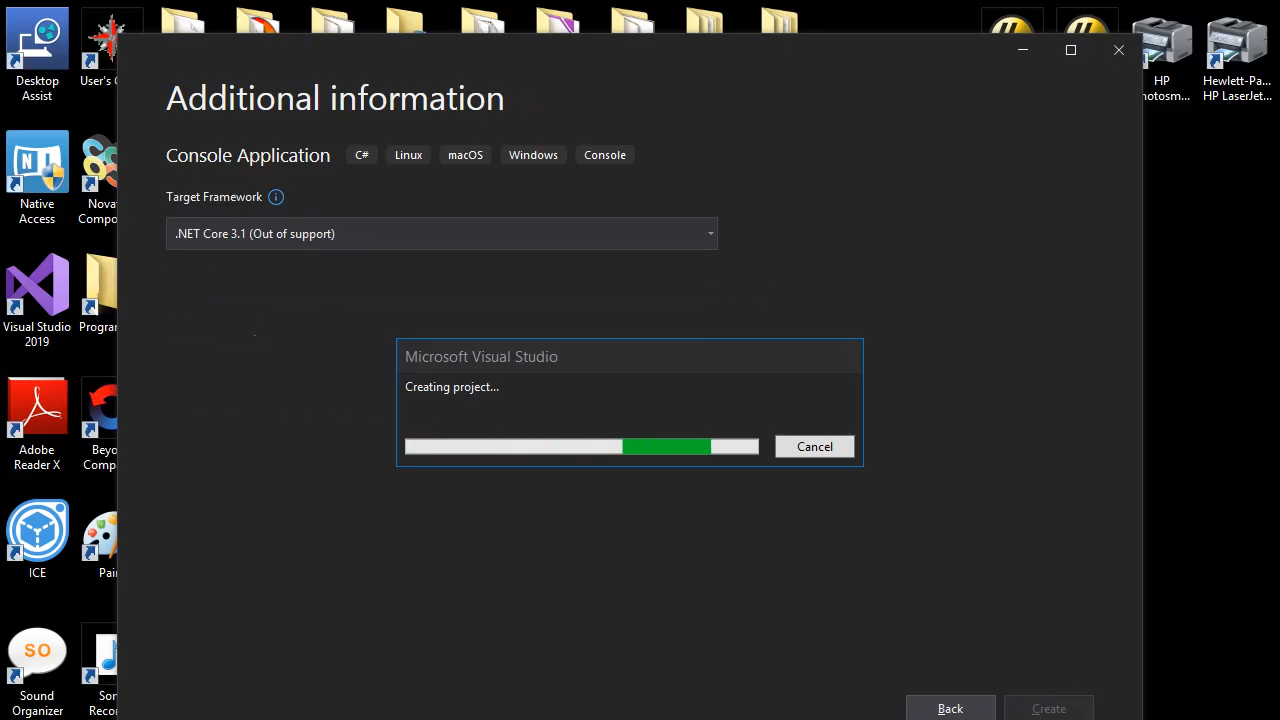 Additional information
Console Application
C#
Linux
macOS
Windows
Console
Target Framework
.NET Core 3.1 (Out of support)
Microsoft Visual Studio
Creating project...
Cancel
Back
Create
Desktop
Assist
User's
Native
Access
Visual Studio
2019
Adobe
Reader X
ICE
SO
Sound
Organizer
HP
Hewlett-Pa...
HP LaserJet...